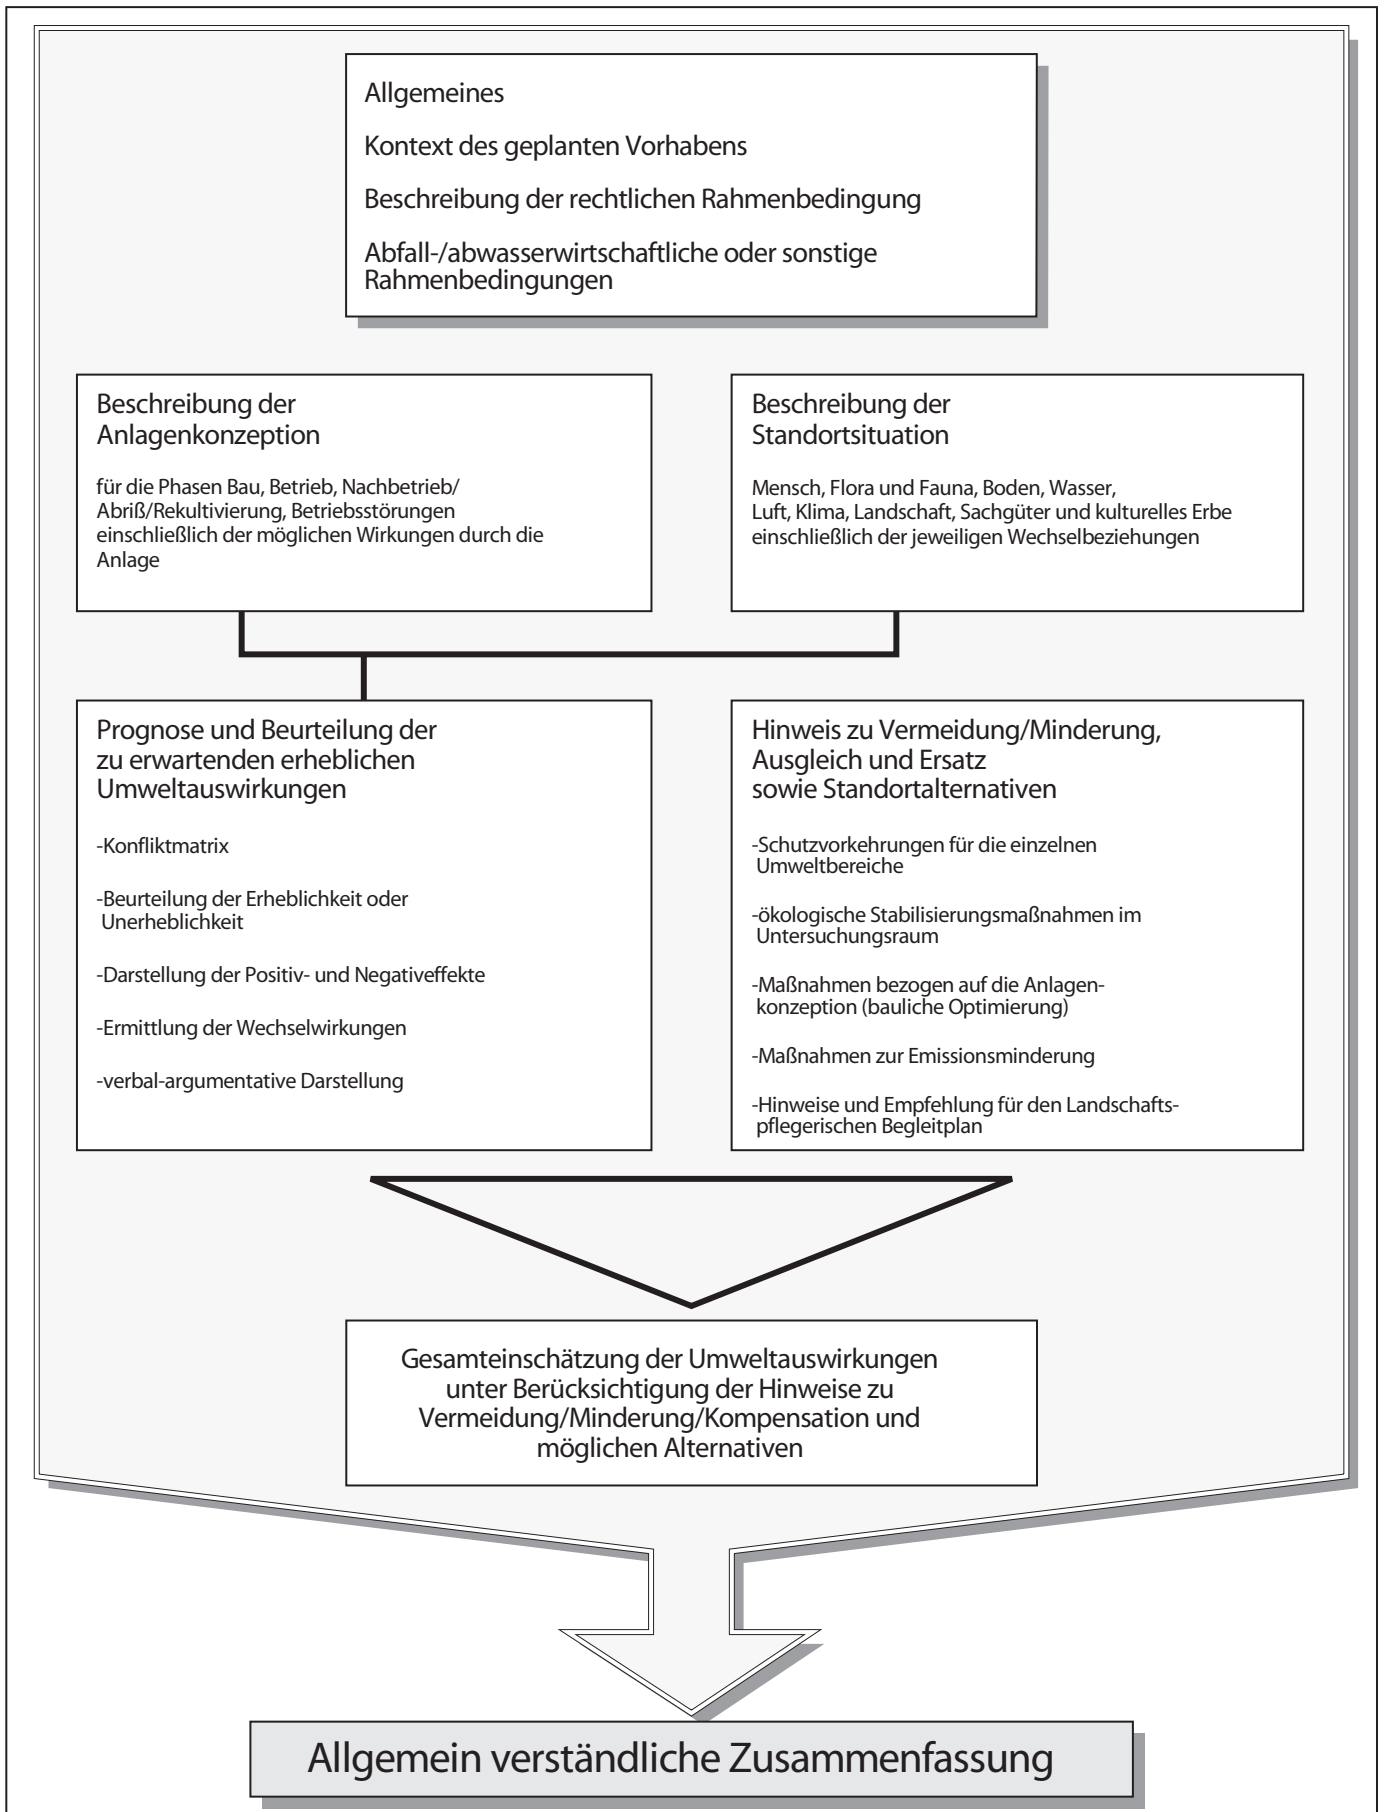 Allgemeines
Kontext des geplanten Vorhabens
Beschreibung der rechtlichen Rahmenbedingung
Abfall-/abwasserwirtschaftliche oder sonstige
Rahmenbedingungen
Beschreibung der
Anlagenkonzeption
für die Phasen Bau, Betrieb, Nachbetrieb/
Abriß/Rekultivierung, Betriebsstörungen
einschließlich der möglichen Wirkungen durch die
Anlage
Beschreibung der
Standortsituation
Mensch, Flora und Fauna, Boden, Wasser,
Luft, Klima, Landschaft, Sachgüter und kulturelles Erbe
einschließlich der jeweiligen Wechselbeziehungen
Prognose und Beurteilung der
zu erwartenden erheblichen
Umweltauswirkungen
-Konfliktmatrix
-Beurteilung der Erheblichkeit oder
Unerheblichkeit
-Darstellung der Positiv- und Negativeffekte
-Ermittlung der Wechselwirkungen
-verbal-argumentative Darstellung
Hinweis zu Vermeidung/Minderung,
Ausgleich und Ersatz
sowie Standortalternativen
-Schutzvorkehrungen für die einzelnen
Umweltbereiche
-ökologische Stabilisierungsmaßnahmen im
Untersuchungsraum
-Maßnahmen bezogen auf die Anlagen-
konzeption (bauliche Optimierung)
-Maßnahmen zur Emissionsminderung
-Hinweise und Empfehlung für den Landschafts-
pflegerischen Begleitplan
Gesamteinschätzung der Umweltauswirkungen
unter Berücksichtigung der Hinweise zu
Vermeidung/Minderung/Kompensation und
möglichen Alternativen
Allgemein verständliche Zusammenfassung